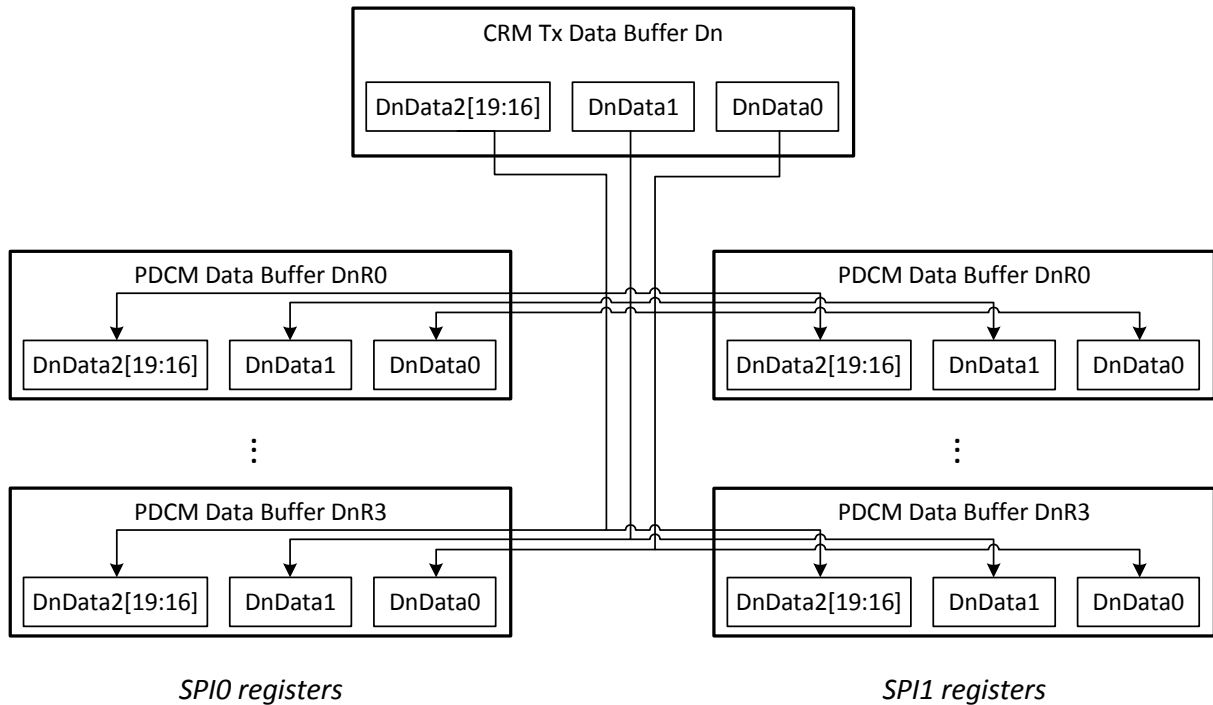 CRM Tx Data Buffer Dn
DnData2[19:16] DnData1 DnData0
PDCM Data Buffer DnR0 PDCM Data Buffer DnR0
DnData2[19:16] DnData1 DnData0 DnData2[19:16] DnData1 DnData0
... ...
PDCM Data Buffer DnR3 PDCM Data Buffer DnR3
DnData2[19:16] DnData1 DnData0 DnData2[19:16] DnData1 DnData0
SPI0 registers SPI1 registers